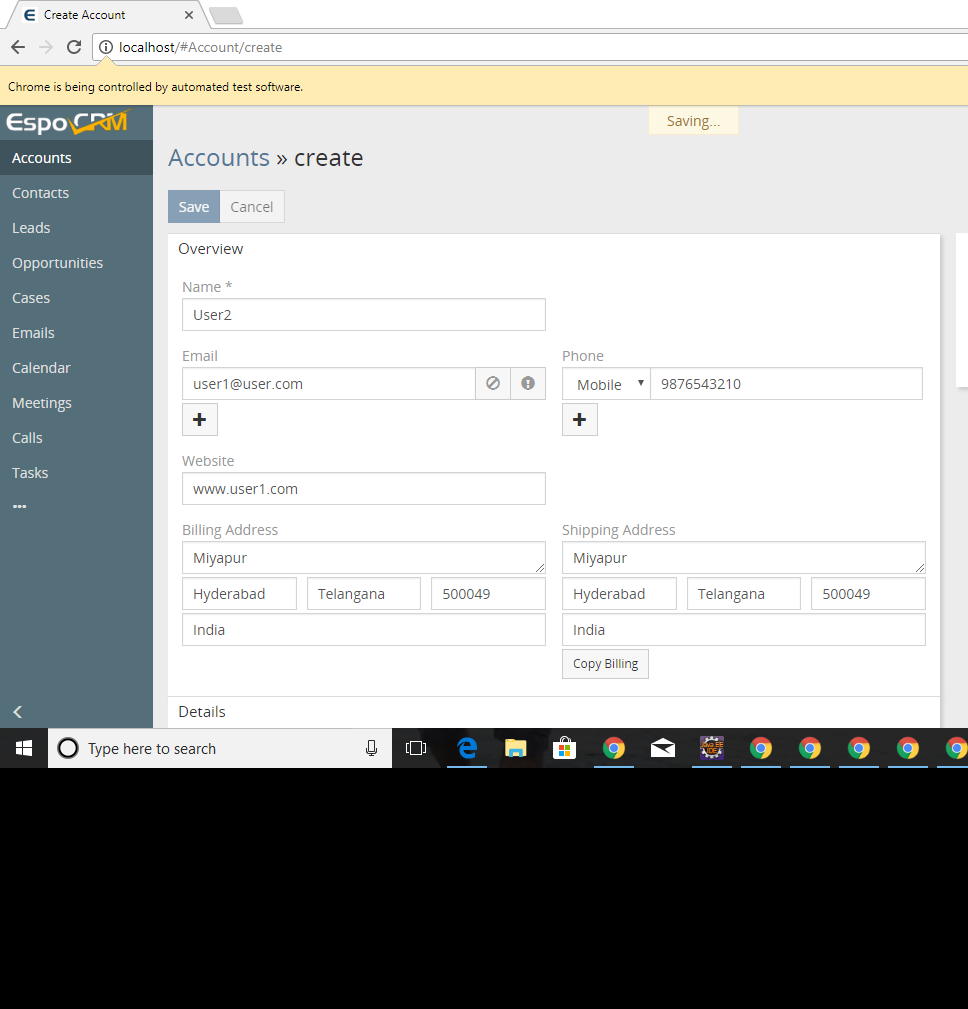 Create Account
localhost/#Account/create
Chrome is being controlled by automated test software.
EspoCRM
Saving...
Accounts
Accounts » create
Contacts
Save Cancel
Leads
Overview
Opportunities
Name *
Cases
User2
Emails
Email Phone
Calendar
user1@user.com Mobile 9876543210
Meetings
Calls
Website
Tasks
www.user1.com
Billing Address Shipping Address
Miyapur Miyapur
Hyderabad Telangana 500049 Hyderabad Telangana 500049
India India
Copy Billing
Details
Type here to search
Java EE
IDE